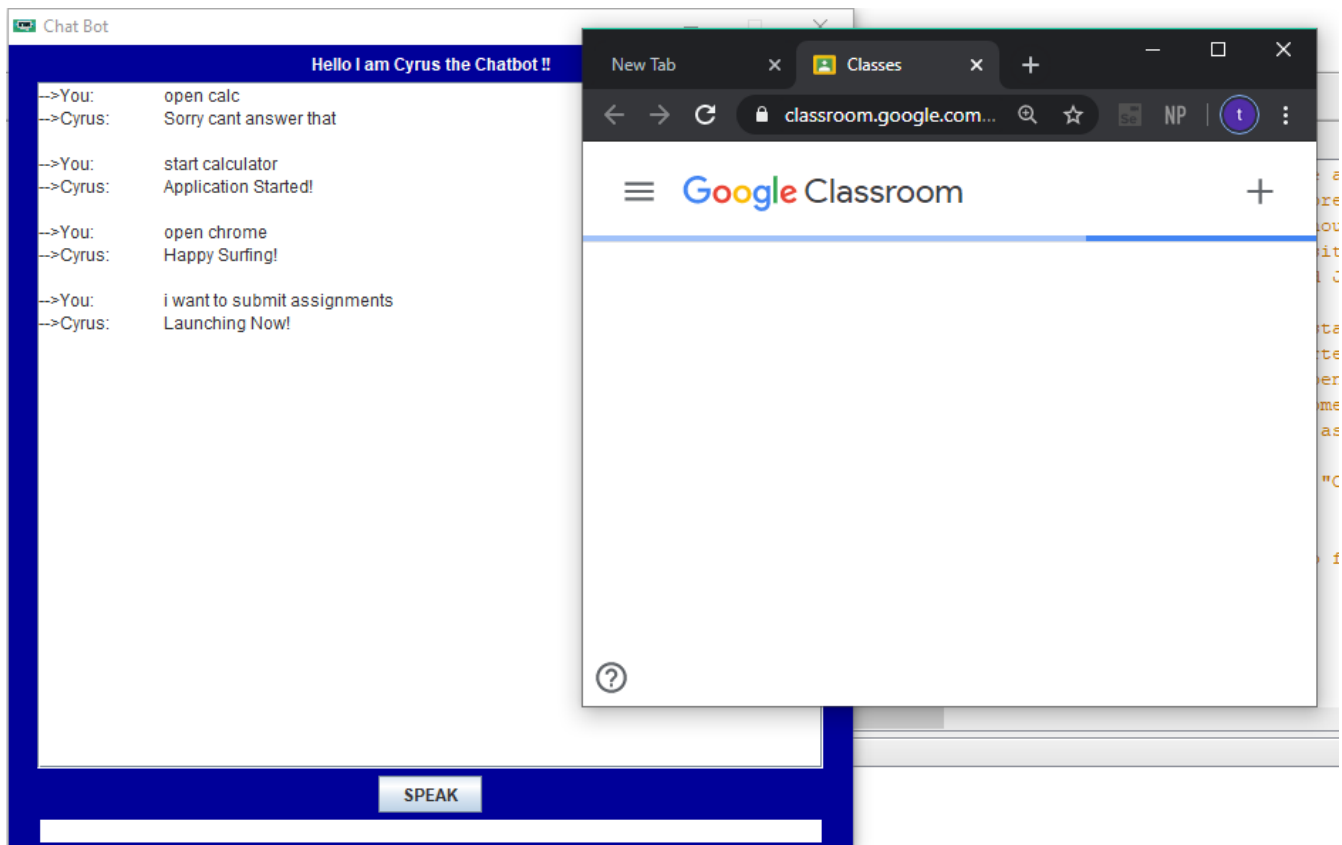 Chat Bot
Hello I am Cyrus the Chatbot !!
-->You: open calc
-->Cyrus: Sorry cant answer that
-->You: start calculator
-->Cyrus: Application Started!
-->You: open chrome
-->Cyrus: Happy Surfing!
-->You: i want to submit assignments
-->Cyrus: Launching Now!
SPEAK
New Tab
Classes
classroom.google.com...
Se
NP
t
Google Classroom
"C